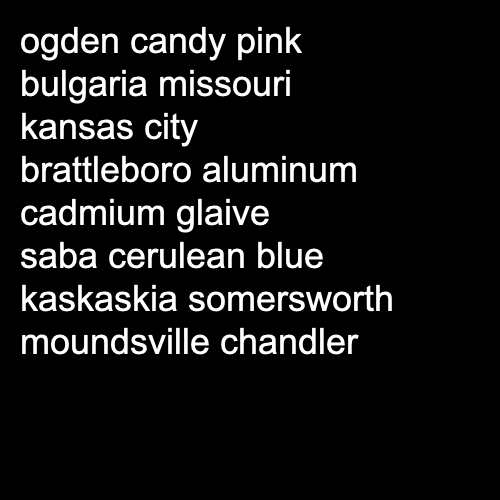 ogden candy pink
bulgaria missouri
kansas city
brattleboro aluminum
cadmium glaive
saba cerulean blue
kaskaskia somersworth
moundsville chandler